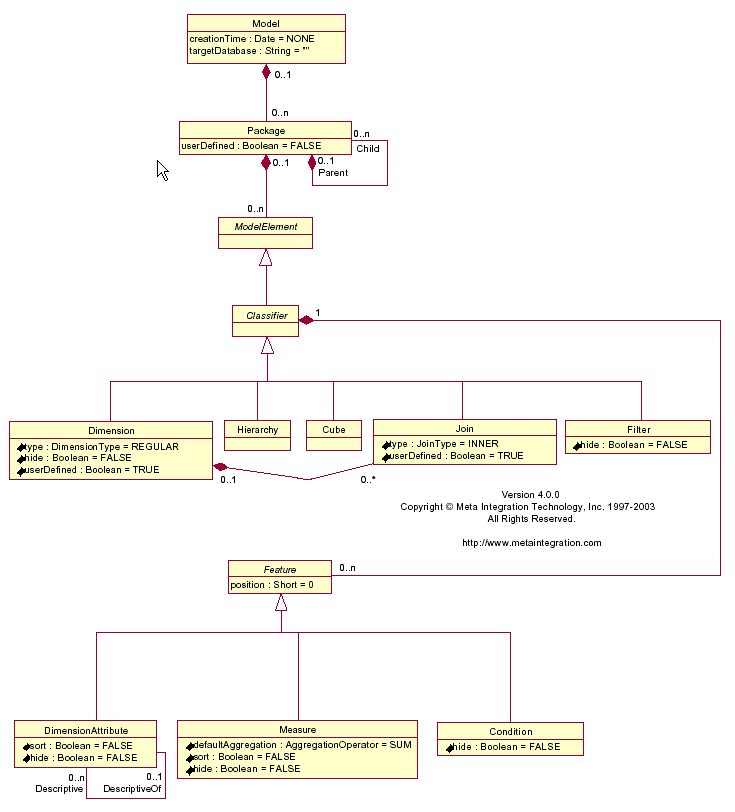 Model
creationTime : Date = NONE
targetDatabase : String = ""
0..1
0..n
Package
userDefined : Boolean = FALSE
0..n
Child
0..1
0..1
Parent
0..n
ModelElement
Classifier
1
Dimension
type : DimensionType = REGULAR
hide : Boolean = FALSE
userDefined : Boolean = TRUE
Hierarchy
Cube
Join
type : JoinType = INNER
userDefined : Boolean = TRUE
Filter
hide : Boolean = FALSE
0..1
0..*
Version 4.0.0
Copyright © Meta Integration Technology, Inc. 1997-2003
All Rights Reserved.
http://www.metaintegration.com
Feature
position : Short = 0
0..n
DimensionAttribute
sort : Boolean = FALSE
hide : Boolean = FALSE
0..n
0..1
Descriptive
DescriptiveOf
Measure
defaultAggregation : AggregationOperator = SUM
sort : Boolean = FALSE
hide : Boolean = FALSE
Condition
hide : Boolean = FALSE